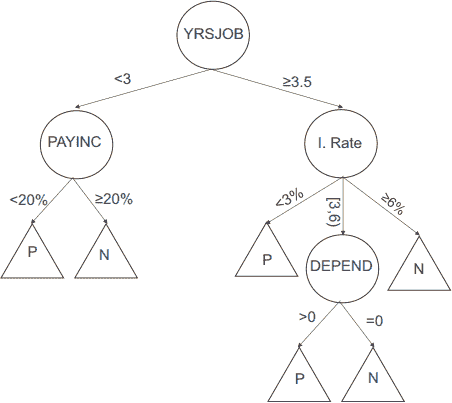 YRSJOB
<3
≥3.5
PAYINC
I. Rate
<20%
≥20%
<3%
[3,6)
≥6%
P
N
P
DEPEND
N
>0
=0
P
N